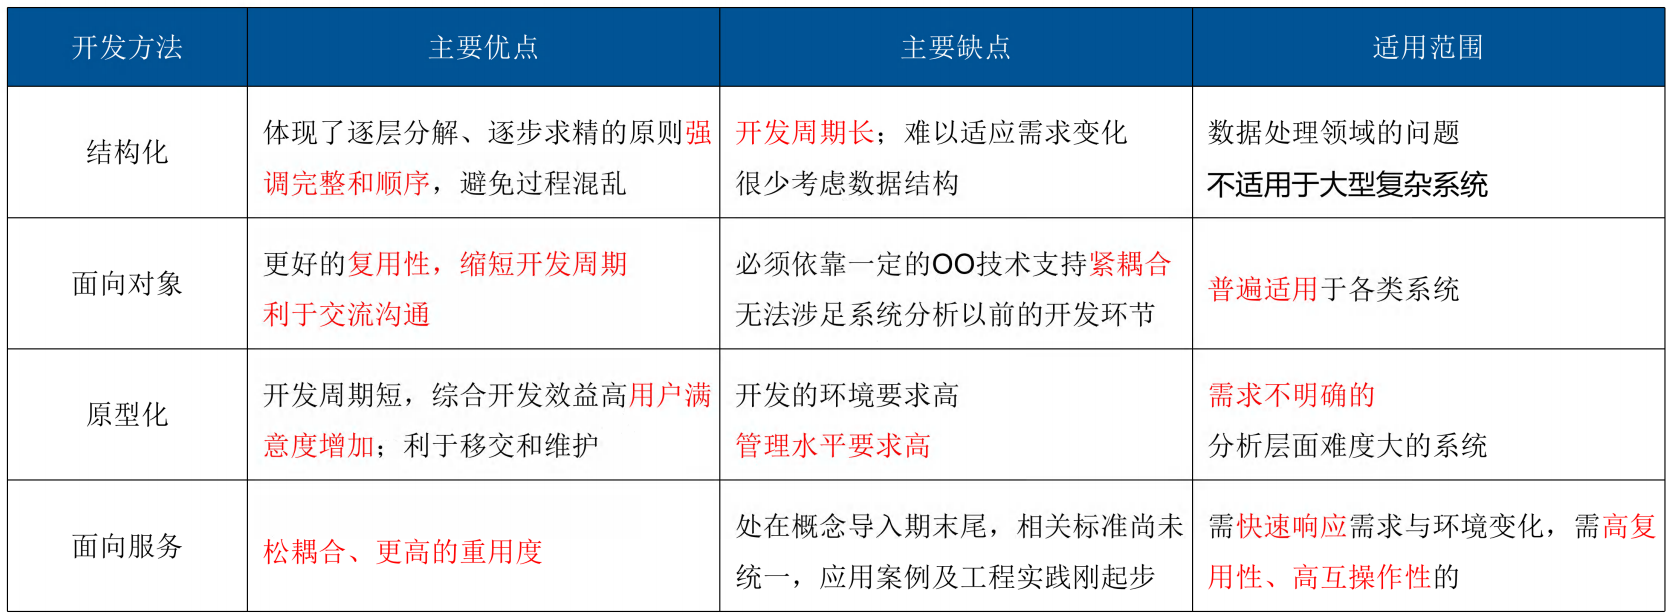 开发方法
主要优点
主要缺点
适用范围
结构化
体现了逐层分解、逐步求精的原则强
调完整和顺序，避免过程混乱
开发周期长；难以适应需求变化
很少考虑数据结构
数据处理领域的问题
不适用于大型复杂系统
面向对象
更好的复用性，缩短开发周期
利于交流沟通
必须依靠一定的OO技术支持紧耦合
无法涉足系统分析以前的开发环节
普遍适用于各类系统
原型化
开发周期短，综合开发效益高用户满
意度增加；利于移交和维护
开发的环境要求高
管理水平要求高
需求不明确的
分析层面难度大的系统
面向服务
松耦合、更高的重用度
处在概念导入期末尾，相关标准尚未
统一，应用案例及工程实践刚起步
需快速响应需求与环境变化，需高复
用性、高互操作性的